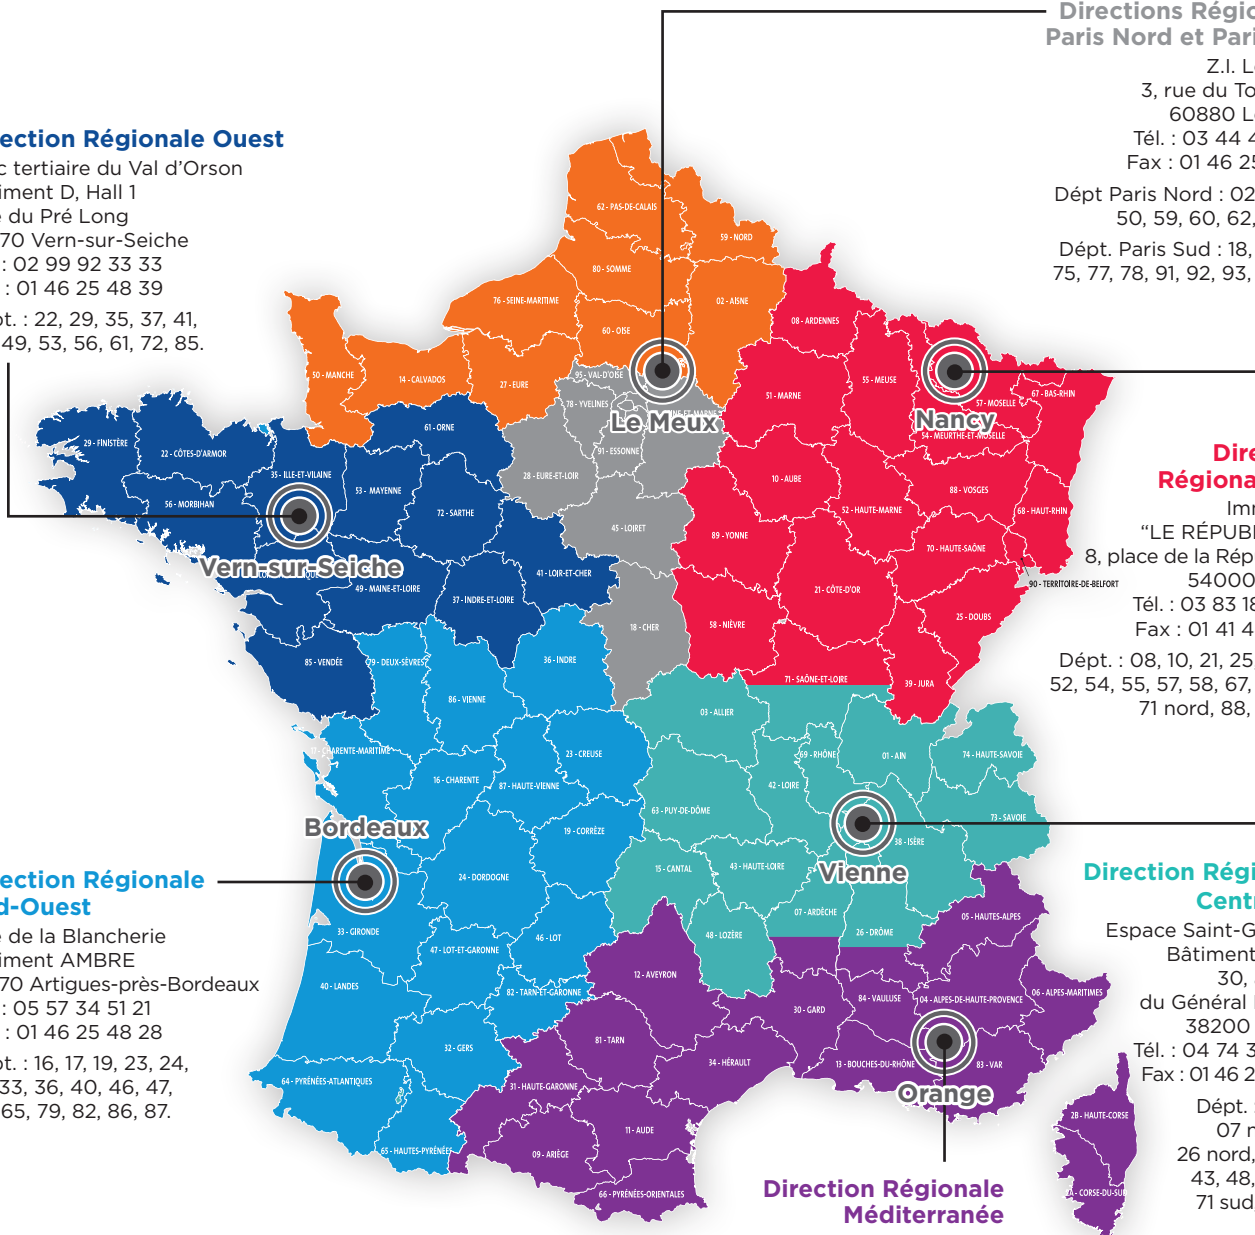 Directions Régio
Paris Nord et Pari
Z.I. L
3, rue du To
60880 L
Tél. : 03 44 4
Fax : 01 46 25
Dépt Paris Nord : 02
50, 59, 60, 62,
Dépt. Paris Sud : 18,
75, 77, 78, 91, 92, 93,
ection Régionale Ouest
c tertiaire du Val d'Orson
iment D, Hall 1
e du Pré Long
70 Vern-sur-Seiche
: 02 99 92 33 33
: 01 46 25 48 39
pt. : 22, 29, 35, 37, 41,
49, 53, 56, 61, 72, 85.
62 - PAS-DE-CALAIS
59 - NORD
80 - SOMME
76 - SEINE-MARITIME
02 - AISNE
60 - OISE
08 - ARDENNES
50 - MANCHE
14 - CALVADOS
27 - EURE
95 - VAL-D'OISE
78 - YVELINES
NE-ET-MARNE
Le Meux
91 - ESSONNE
28 - EURE-ET-LOIR
45 - LOIRET
18 - CHER
51 - MARNE
55 - MEUSE
57 - MOSELLE
67 - BAS-RHIN
Nancy
54 - MEURTHE-ET-MOSELLE
10 - AUBE
88 - VOSGES
52 - HAUTE-MARNE
68 - HAUT-RHIN
89 - YONNE
70 - HAUTE-SAÔNE
90 - TERRITOIRE-DE-BELFORT
21 - CÔTE-D'OR
25 - DOUBS
58 - NIÈVRE
71 - SAÔNE-ET-LOIRE
39 - JURA
29 - FINISTÈRE
22 - CÔTES-D'ARMOR
61 - ORNE
35 - ILLE-ET-VILAINE
53 - MAYENNE
56 - MORBIHAN
72 - SARTHE
Vern-sur-Seiche
41 - LOIR-ET-CHER
49 - MAINE-ET-LOIRE
37 - INDRE-ET-LOIRE
85 - VENDÉE
Dire
Régiona
Imm
"LE RÉPUB
8, place de la Rép
54000
Tél. : 03 83 18
Fax : 01 41 4
Dépt. : 08, 10, 21, 25
52, 54, 55, 57, 58, 67,
71 nord, 88,
79 - DEUX-SÈVRES
36 - INDRE
86 - VIENNE
17 - CHARENTE-MARITIME
23 - CREUSE
16 - CHARENTE
87 - HAUTE-VIENNE
19 - CORRÈZE
Bordeaux
24 - DORDOGNE
33 - GIRONDE
46 - LOT
47 - LOT-ET-GARONNE
40 - LANDES
82 - TARN-ET-GARONNE
32 - GERS
64 - PYRÉNÉES-ATLANTIQUES
65 - HAUTES-PYRÉNÉES
ection Régionale
d-Ouest
e de la Blancherie
iment AMBRE
70 Artigues-près-Bordeaux
: 05 57 34 51 21
: 01 46 25 48 28
pt. : 16, 17, 19, 23, 24,
33, 36, 40, 46, 47,
65, 79, 82, 86, 87.
03 - ALLIER
69 - RHÔNE
01 - AIN
74 - HAUTE-SAVOIE
42 - LOIRE
63 - PUY-DE-DÔME
73 - SAVOIE
38 - ISÈRE
Vienne
15 - CANTAL
43 - HAUTE-LOIRE
07 - ARDÈCHE
26 - DRÔME
48 - LOZÈRE
Direction Régi
Centr
Espace Saint-G
Bâtiment
30,
du Général
38200
Tél. : 04 74 3
Fax : 01 46 2
Dépt. :
07 n
26 nord,
43, 48,
71 sud,
05 - HAUTES-ALPES
12 - AVEYRON
30 - GARD
84 - VAUCLUSE
04 - ALPES-DE-HAUTE-PROVENCE
06 - ALPES-MARITIMES
81 - TARN
34 - HÉRAULT
13 - BOUCHES-DU-RHÔNE
83 - VAR
Orange
31 - HAUTE-GARONNE
11 - AUDE
09 - ARIÈGE
66 - PYRÉNÉES-ORIENTALES
2B - HAUTE-CORSE
2A - CORSE-DU-SUD
Direction Régionale
Méditerranée